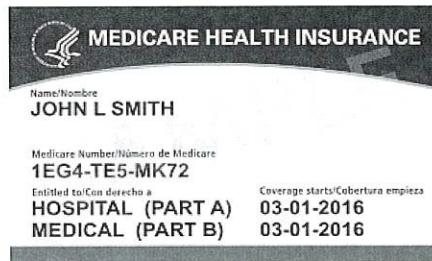 MEDICARE HEALTH INSURANCE
Name/Nombre
JOHN L SMITH
Medicare Number/Número de Medicare
1EG4-TE5-MK72
Entitled to/Con derecho a Coverage starts/Cobertura empieza
HOSPITAL (PART A) 03-01-2016
MEDICAL (PART B) 03-01-2016